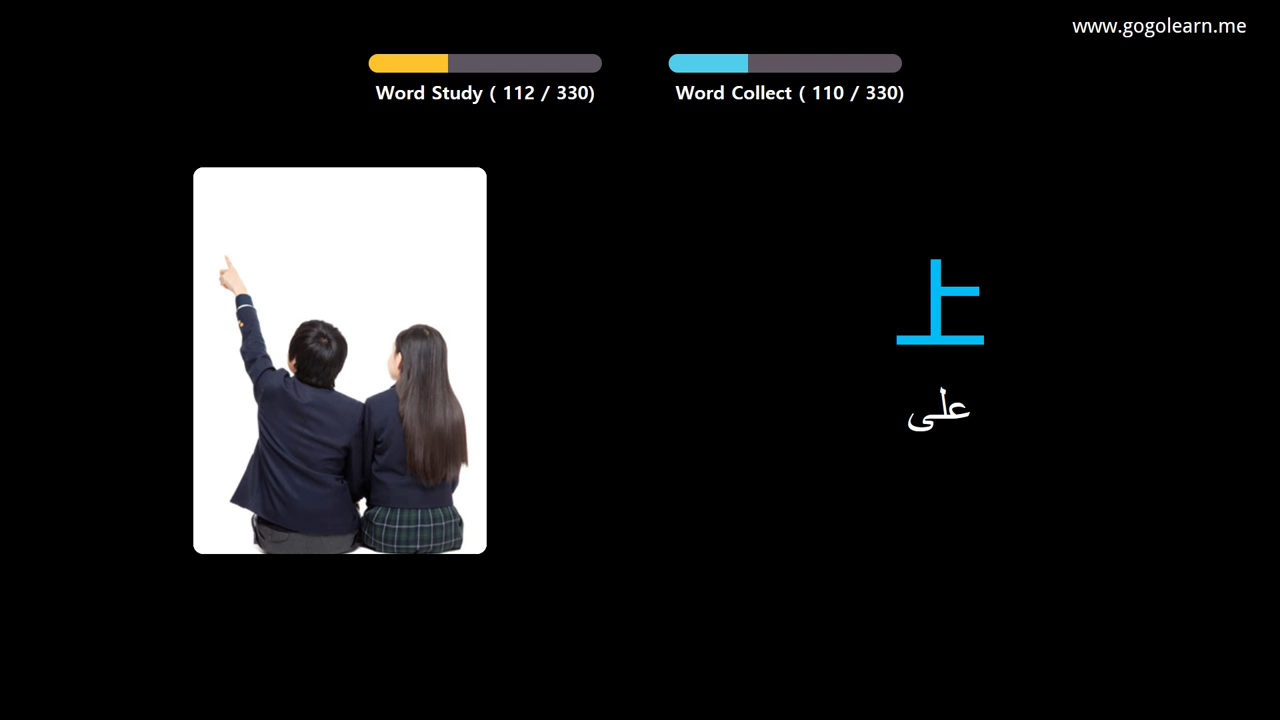 www.gogolearn.me
Word Study ( 112 / 330)
Word Collect ( 110 / 330)
上
على